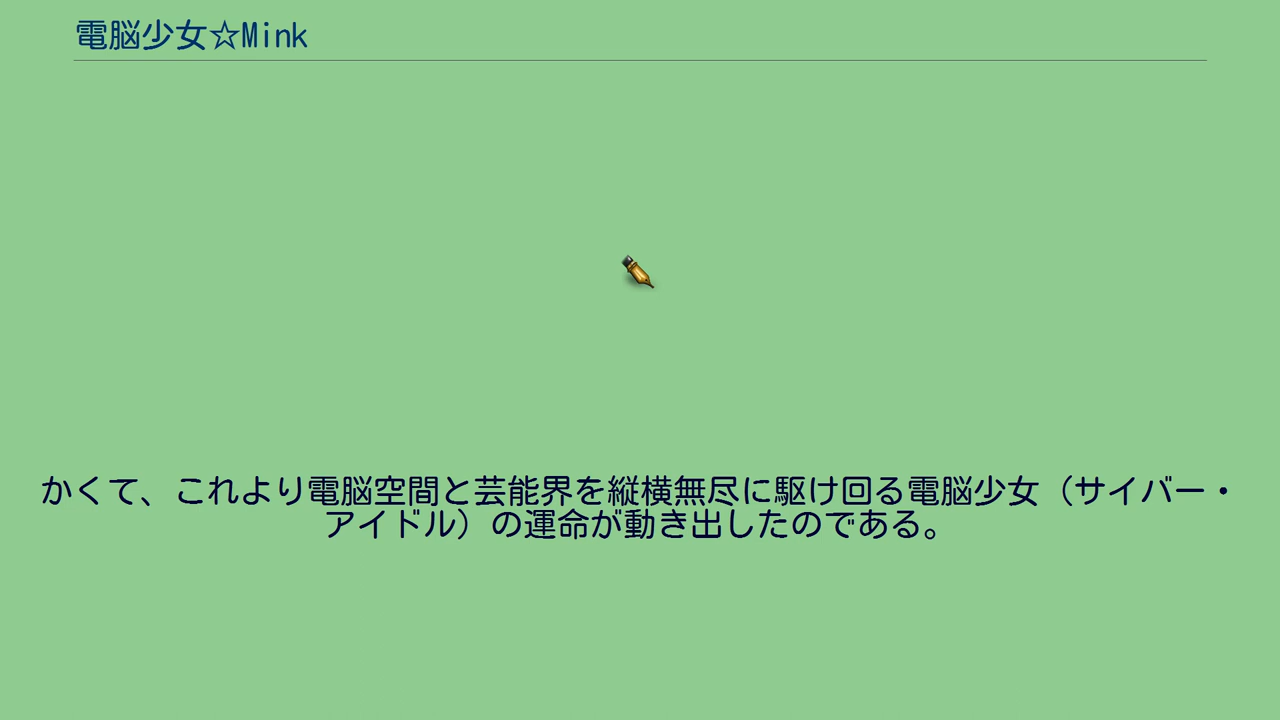 電脳少女☆Mink
かくて、これより電脳空間と芸能界を縦横無尽に駆け回る電脳少女（サイバー・
アイドル）の運命が動き出したのである。